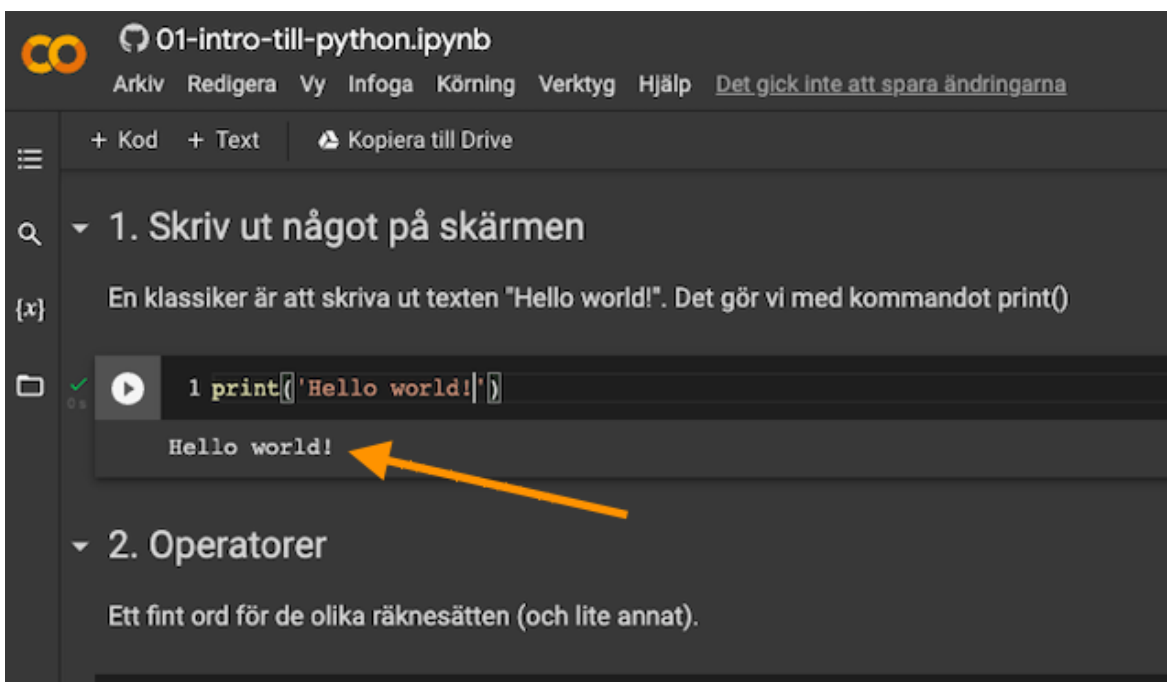 01-intro-till-python.ipynb
Arkiv Redigera Vy Infoga Körning Verktyg Hjälp Det gick inte att spara ändringarna
+ Kod + Text Kopiera till Drive
1. Skriv ut något på skärmen
En klassiker är att skriva ut texten "Hello world!". Det gör vi med kommandot print()
{x}
1 print('Hello world!')
0 s
Hello world!
2. Operatorer
Ett fint ord för de olika räknesätten (och lite annat).